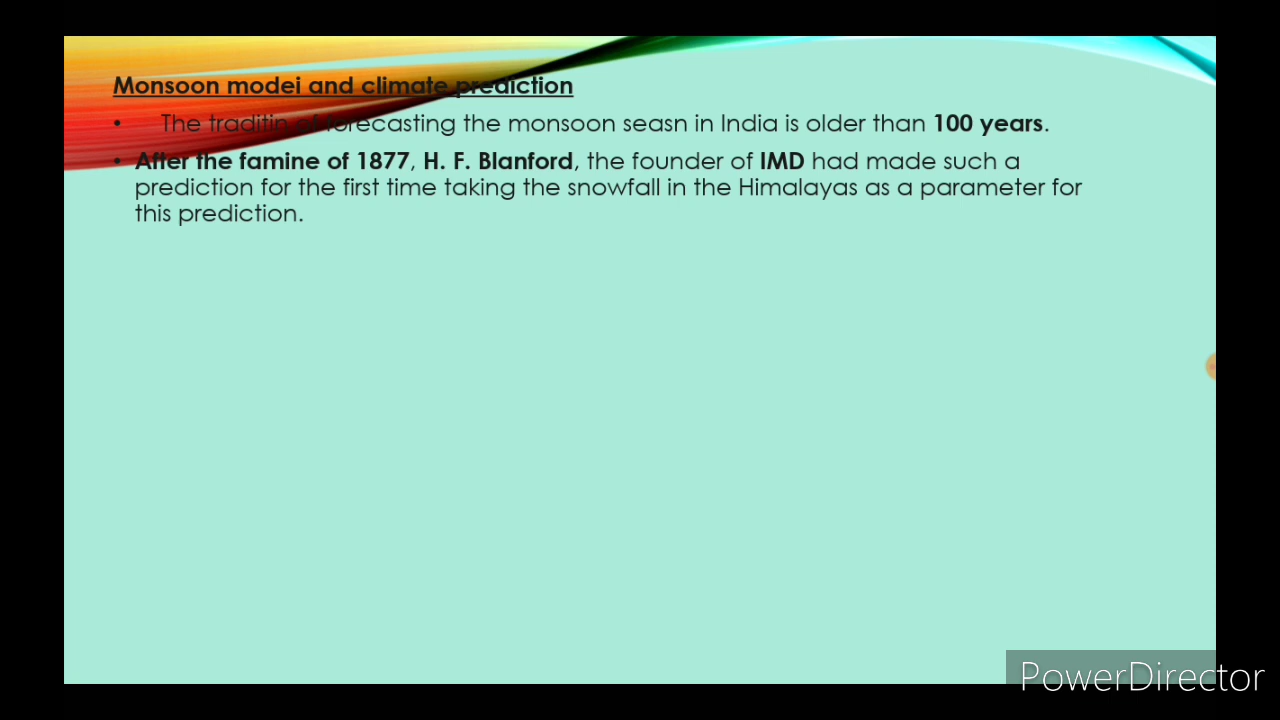 Monsoon modei and climate prediction
• The traditin of forecasting the monsoon seasn in India is older than 100 years.
• After the famine of 1877, H. F. Blanford, the founder of IMD had made such a
prediction for the first time taking the snowfall in the Himalayas as a parameter for
this prediction.
PowerDirector